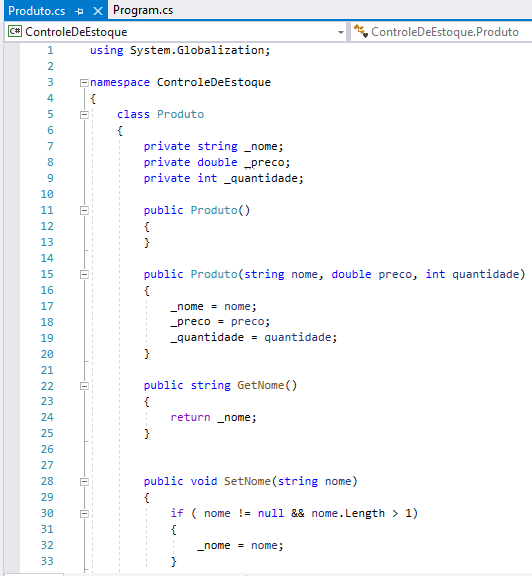 Produto.cs Program.cs
C# ControleDeEstoque ControleDeEstoque.Produto
1 using System.Globalization;
2
3 namespace ControleDeEstoque
4 {
5 class Produto
6 {
7 private string _nome;
8 private double _preco;
9 private int _quantidade;
10
11 public Produto()
12 {
13 }
14
15 public Produto(string nome, double preco, int quantidade)
16 {
17 _nome = nome;
18 _preco = preco;
19 _quantidade = quantidade;
20 }
21
22 public string GetNome()
23 {
24 return _nome;
25 }
26
27
28 public void SetNome(string nome)
29 {
30 if ( nome != null && nome.Length > 1)
31 {
32 _nome = nome;
33 }